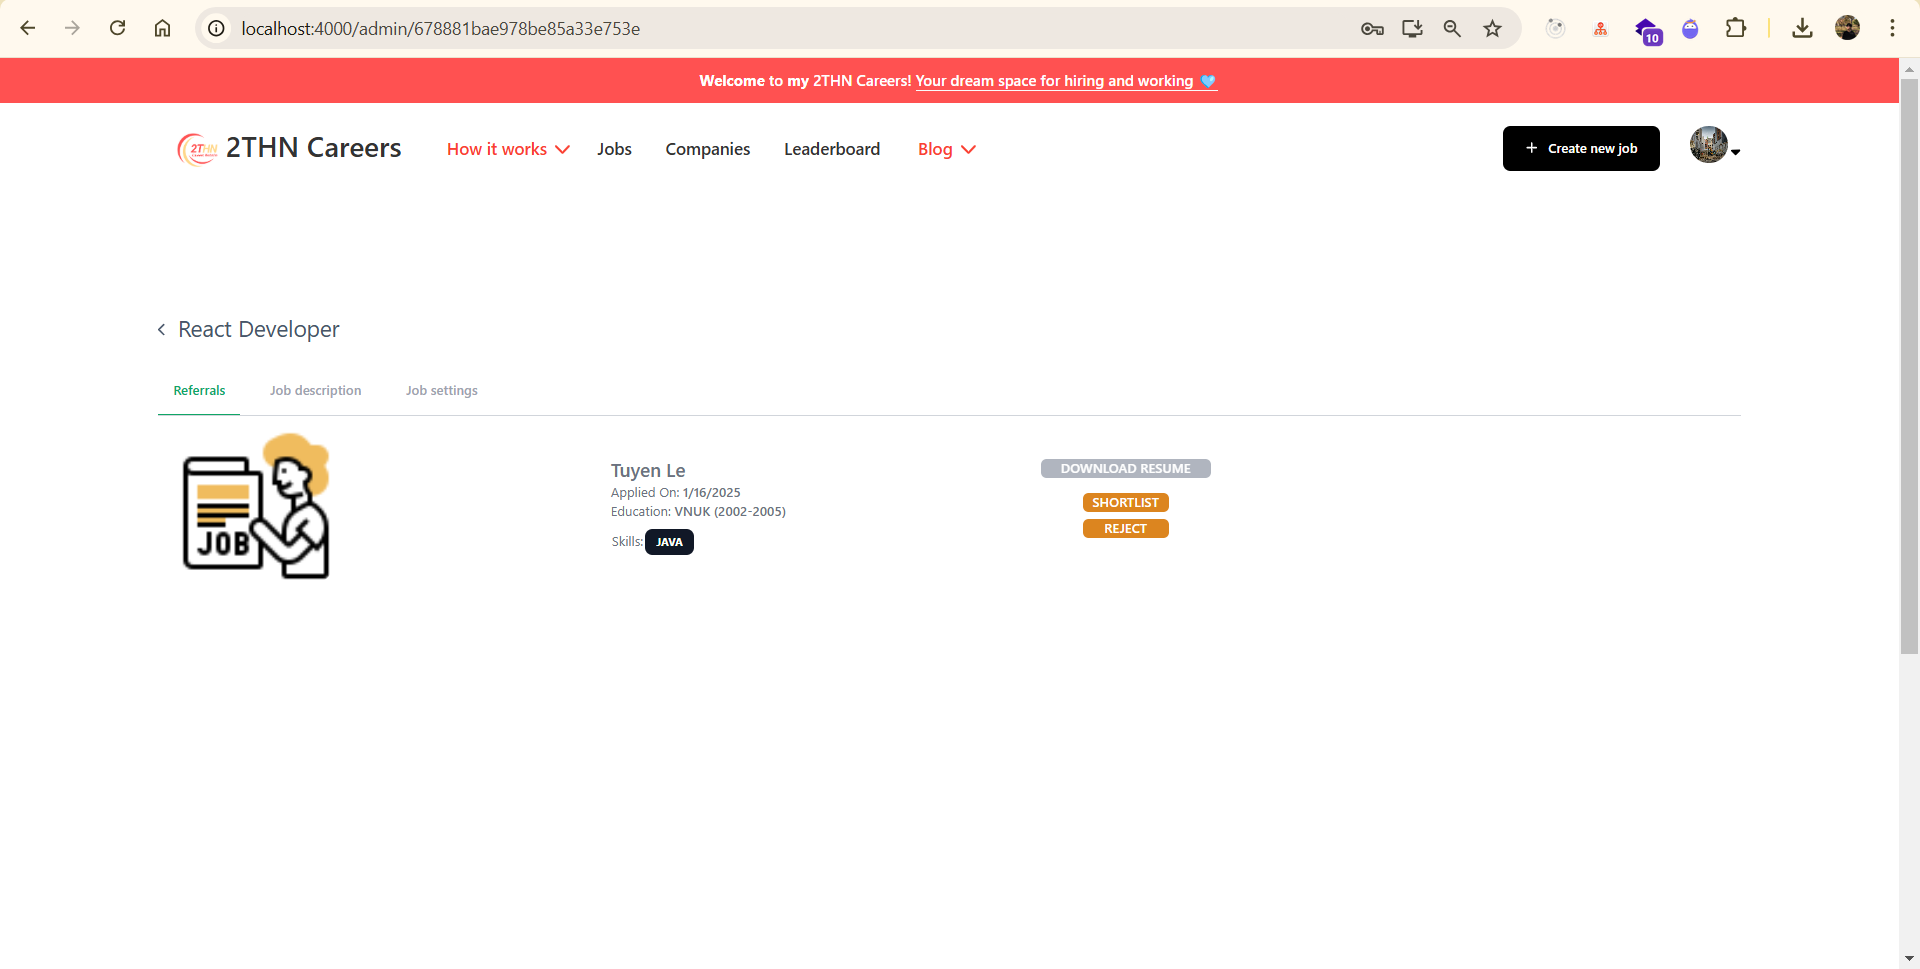 localhost:4000/admin/678881bae978be85a33e753e
10
Welcome to my 2THN Careers! Your dream space for hiring and working 🩵
2THN
2THN Careers
How it works
Jobs
Companies
Leaderboard
Blog
+ Create new job
React Developer
Referrals
Job description
Job settings
JOB
Tuyen Le
Applied On: 1/16/2025
Education: VNUK (2002-2005)
Skills: JAVA
DOWNLOAD RESUME
SHORTLIST
REJECT